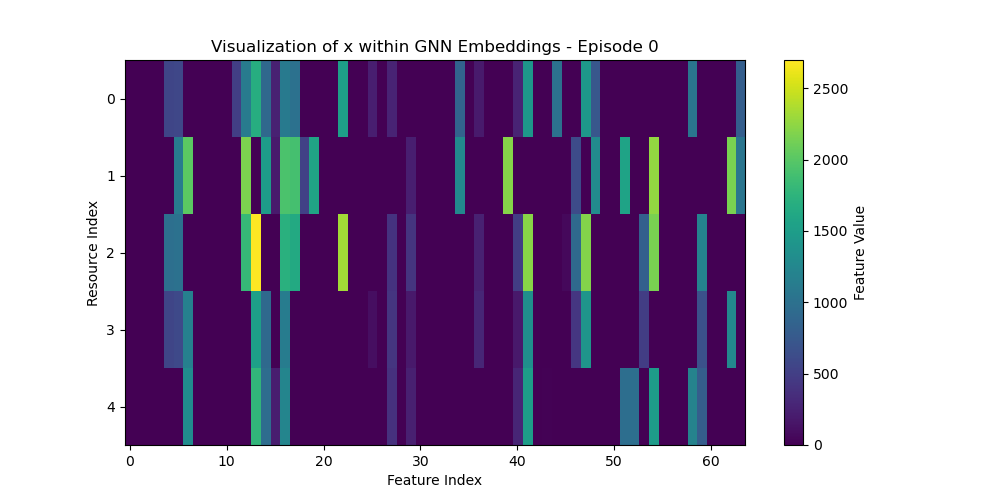 Visualization of x within GNN Embeddings - Episode 0
0
1
2
3
4
Resource Index
0 10 20 30 40 50 60
Feature Index
2500
2000
1500
1000
500
0
Feature Value